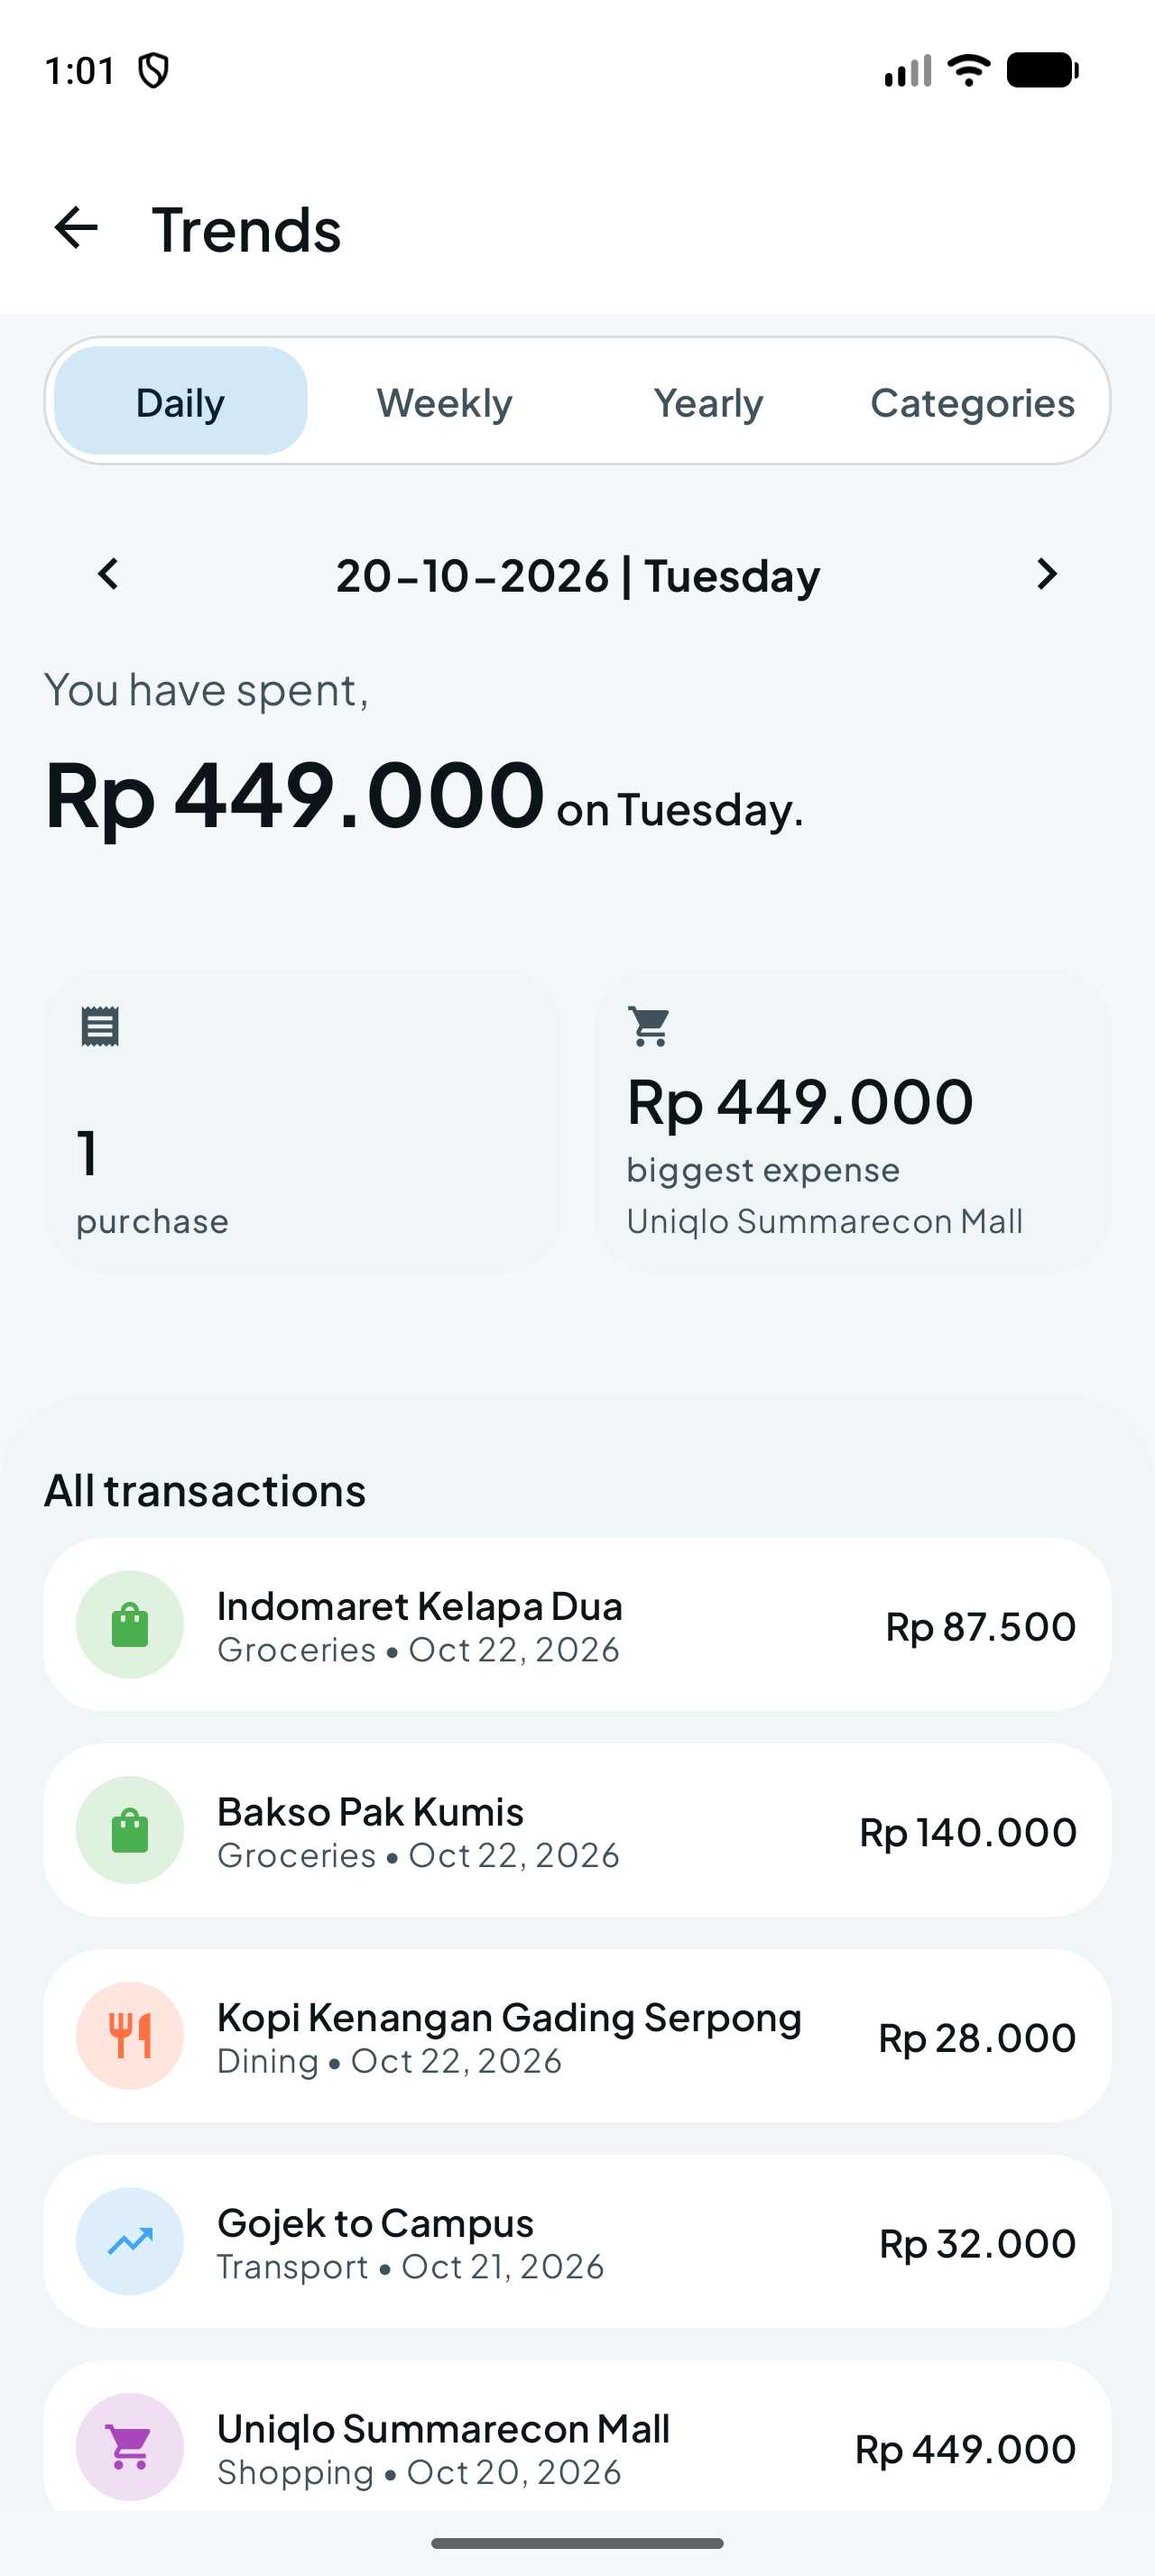 1:01
Trends
Daily Weekly Yearly Categories
20-10-2026 | Tuesday
You have spent,
Rp 449.000 on Tuesday.
1
purchase
Rp 449.000
biggest expense
Uniqlo Summarecon Mall
All transactions
Indomaret Kelapa Dua
Groceries • Oct 22, 2026
Rp 87.500
Bakso Pak Kumis
Groceries • Oct 22, 2026
Rp 140.000
Kopi Kenangan Gading Serpong
Dining • Oct 22, 2026
Rp 28.000
Gojek to Campus
Transport • Oct 21, 2026
Rp 32.000
Uniqlo Summarecon Mall
Shopping • Oct 20, 2026
Rp 449.000